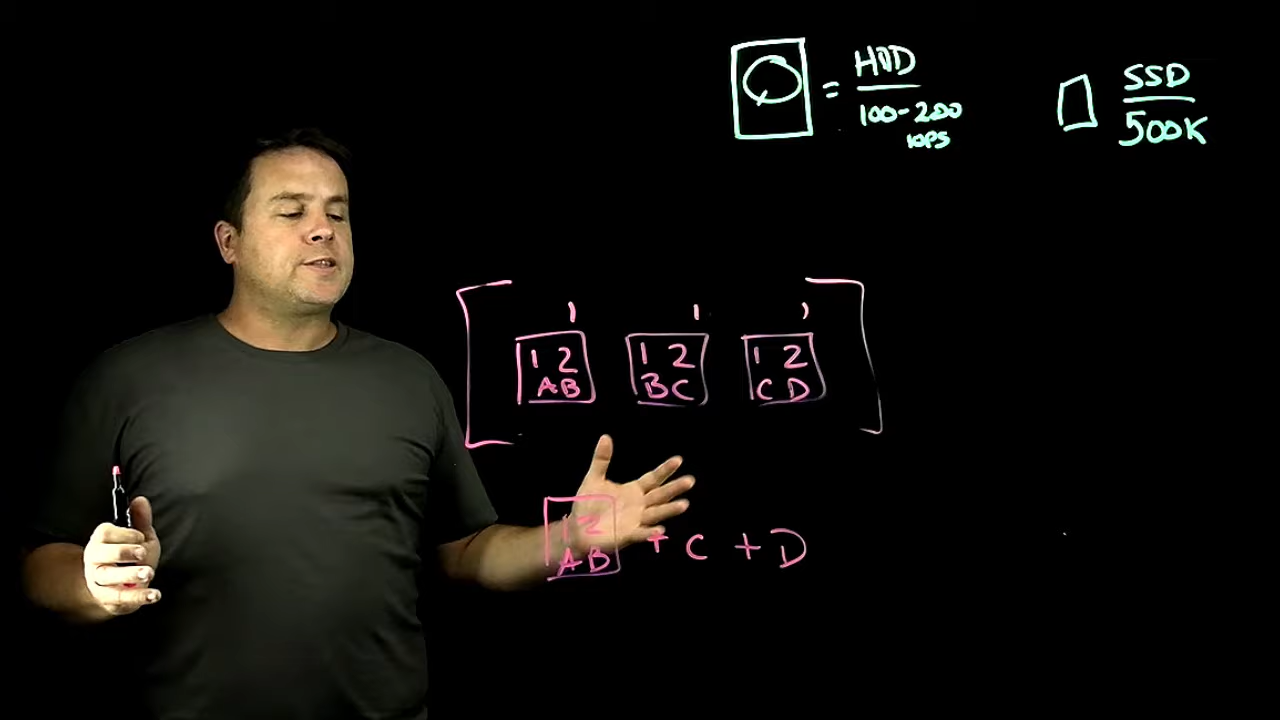 HDD
=
100-200
IOPS
SSD
500K
1 1 1
1 2 1 2 1 2
AB BC CD
1 2
AB + C + D